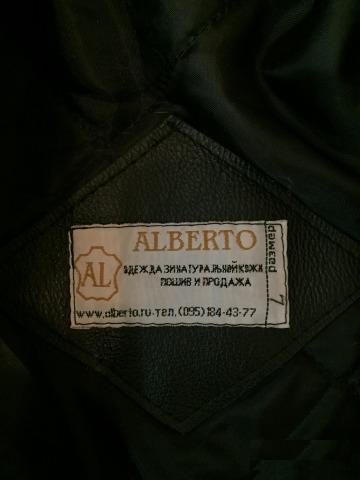 ALBERTO
AL
ОДЕЖДА ИЗ НАТУРАЛЬНОЙ КОЖИ
ПОШИВ И ПРОДАЖА
www.alberto.ru-тел. (095) 184-43-77
размер 7